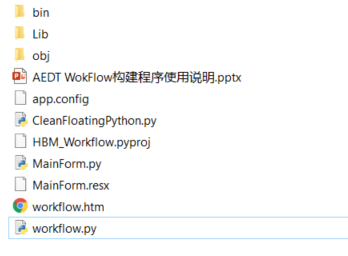 bin
Lib
obj
AEDT WokFlow构建程序使用说明.pptx
app.config
CleanFloatingPython.py
HBM_Workflow.pyproj
MainForm.py
MainForm.resx
workflow.htm
workflow.py